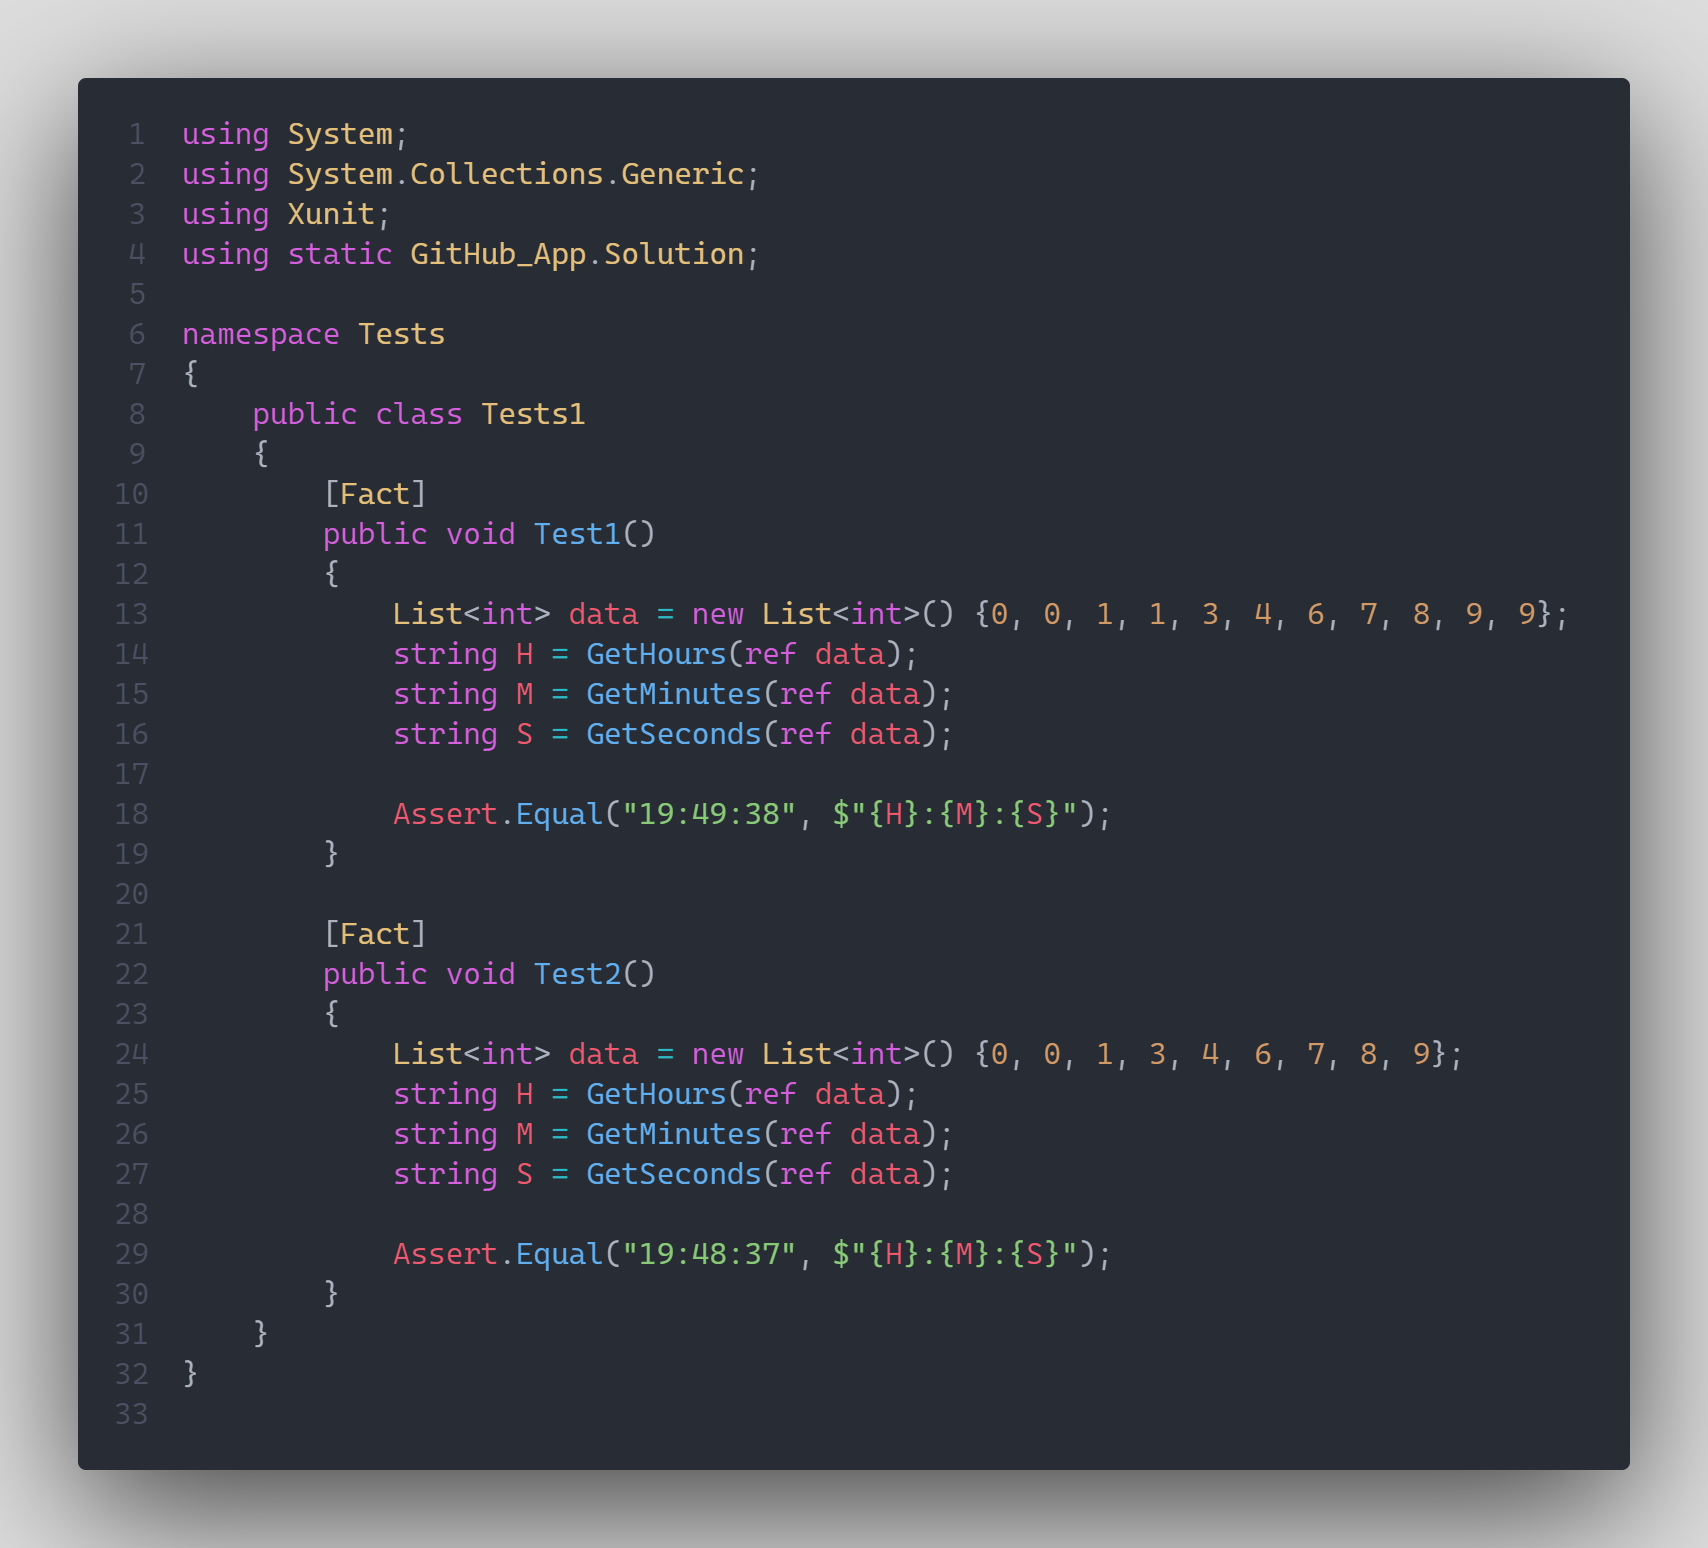 1 using System;
2 using System.Collections.Generic;
3 using Xunit;
4 using static GitHub_App.Solution;
5
6 namespace Tests
7 {
8     public class Tests1
9     {
10         [Fact]
11         public void Test1()
12         {
13             List<int> data = new List<int>() {0, 0, 1, 1, 3, 4, 6, 7, 8, 9, 9};
14             string H = GetHours(ref data);
15             string M = GetMinutes(ref data);
16             string S = GetSeconds(ref data);
17
18             Assert.Equal("19:49:38", $"{H}:{M}:{S}");
19         }
20
21         [Fact]
22         public void Test2()
23         {
24             List<int> data = new List<int>() {0, 0, 1, 3, 4, 6, 7, 8, 9};
25             string H = GetHours(ref data);
26             string M = GetMinutes(ref data);
27             string S = GetSeconds(ref data);
28
29             Assert.Equal("19:48:37", $"{H}:{M}:{S}");
30         }
31     }
32 }
33